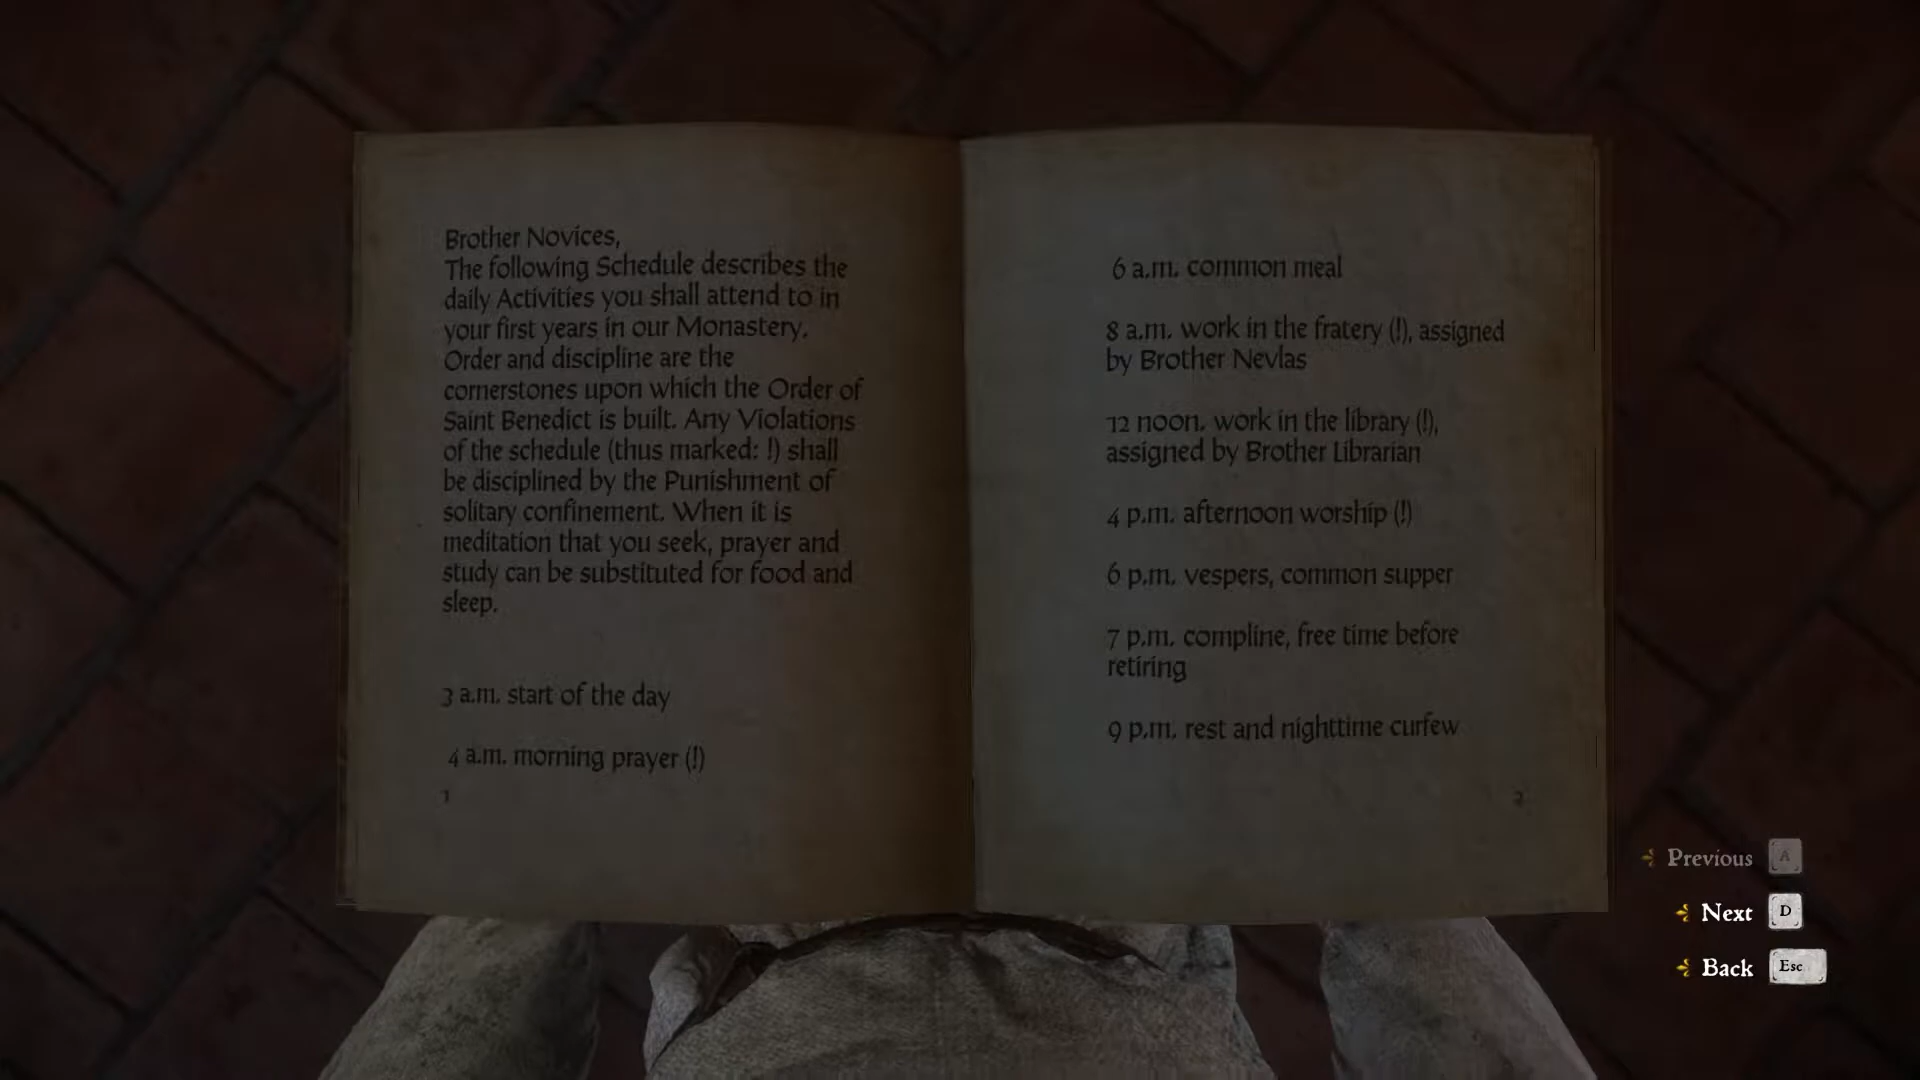 Brother Novices,
The following Schedule describes the
daily Activities you shall attend to in
your first years in our Monastery.
Order and discipline are the
cornerstones upon which the Order of
Saint Benedict is built. Any Violations
of the schedule (thus marked: !) shall
be disciplined by the Punishment of
solitary confinement. When it is
meditation that you seek, prayer and
study can be substituted for food and
sleep.
3 a.m. start of the day
4 a.m. morning prayer (!)
1
6 a.m. common meal
8 a.m. work in the fratery (!), assigned
by Brother Nevlas
12 noon. work in the library (!),
assigned by Brother Librarian
4 p.m. afternoon worship (!)
6 p.m. vespers, common supper
7 p.m. compline, free time before
retiring
9 p.m. rest and nighttime curfew
2
Previous A
Next D
Back Esc